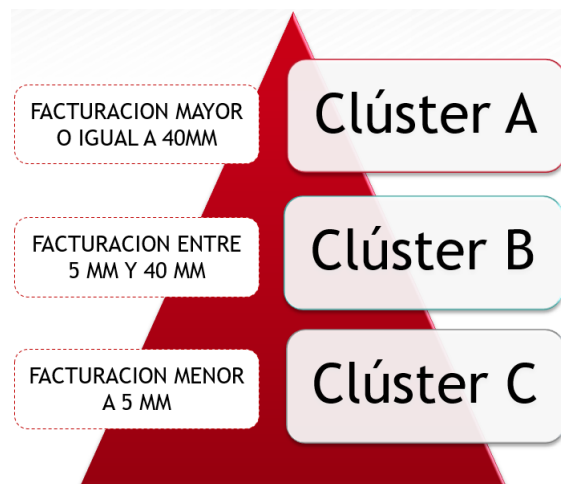 FACTURACION MAYOR
O IGUAL A 40MM
Clúster A
FACTURACION ENTRE
5 MM Y 40 MM
Clúster B
FACTURACION MENOR
A 5 MM
Clúster C